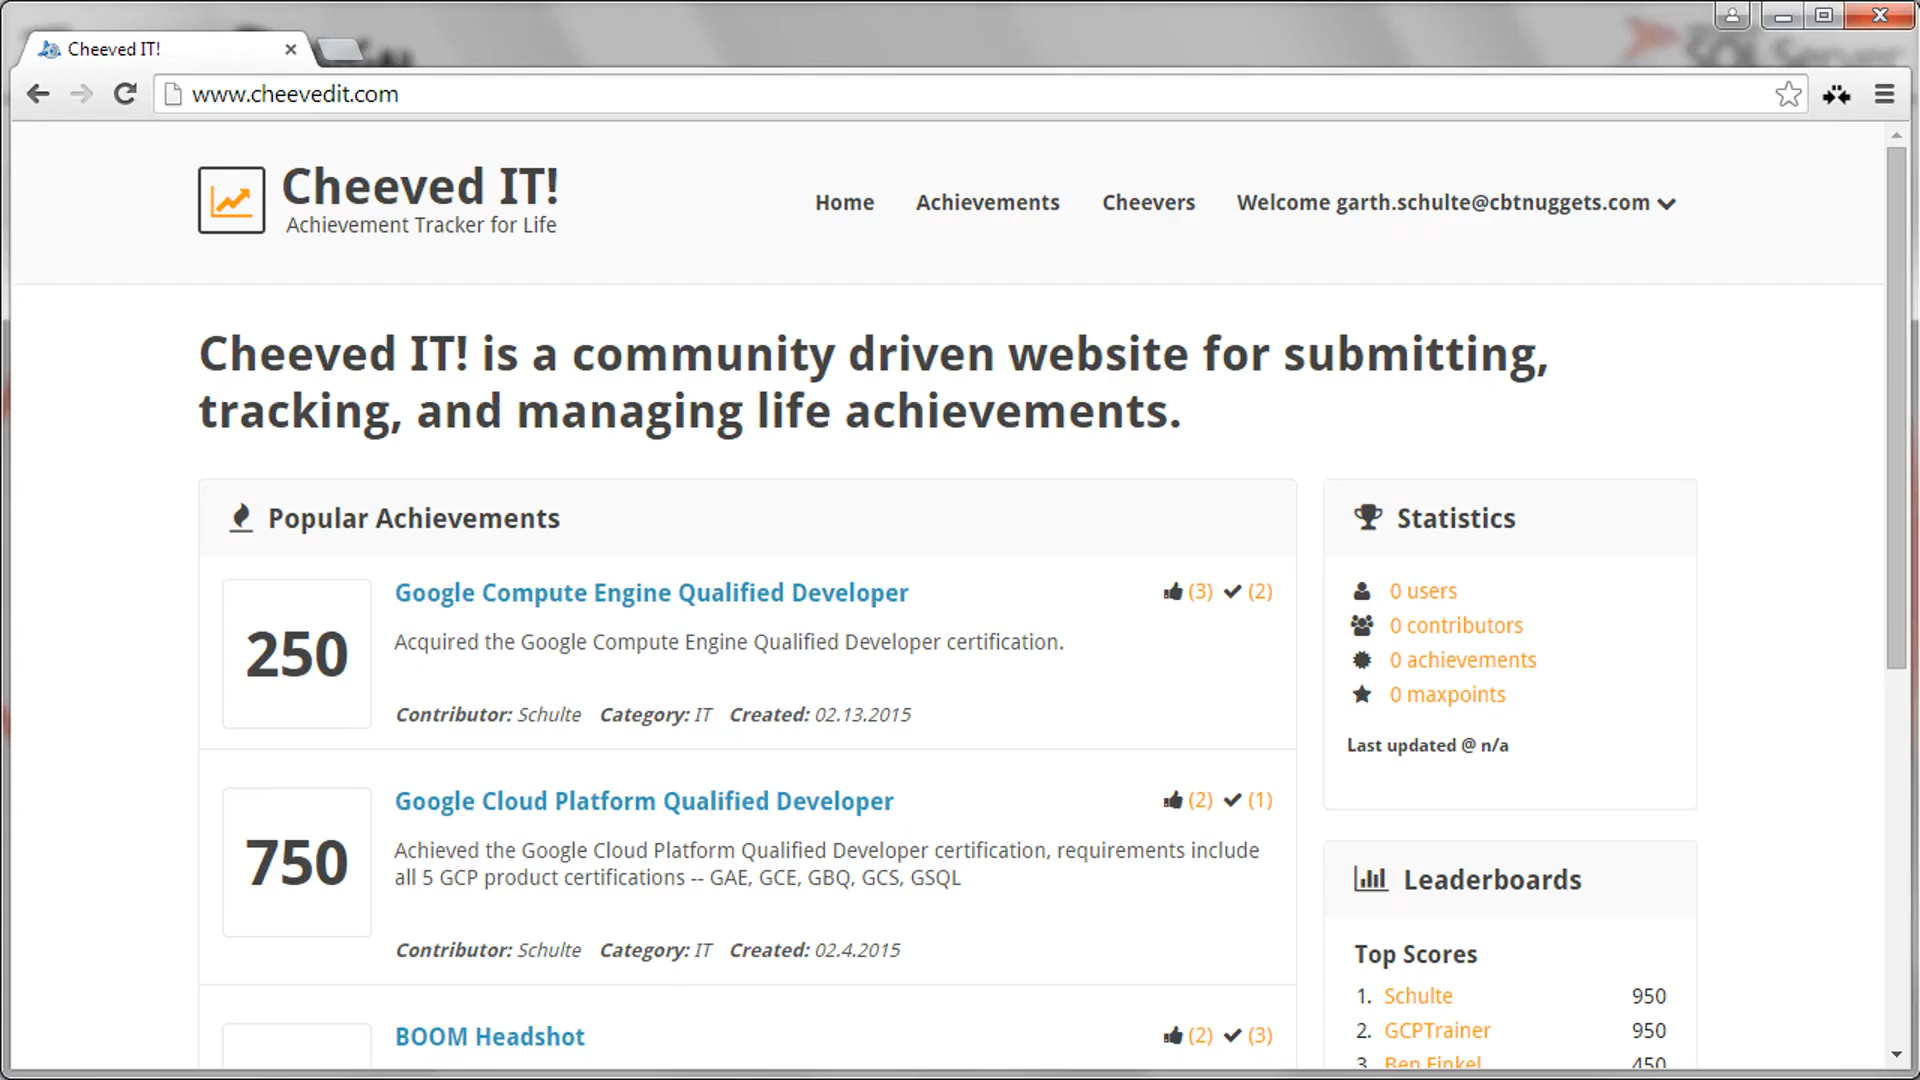 Cheeved IT!
www.cheevedit.com
Cheeved IT!
Achievement Tracker for Life
Home Achievements Cheevers Welcome garth.schulte@cbtnuggets.com
Cheeved IT! is a community driven website for submitting,
tracking, and managing life achievements.
Popular Achievements
250
Google Compute Engine Qualified Developer (3) (2)
Acquired the Google Compute Engine Qualified Developer certification.
Contributor: Schulte Category: IT Created: 02.13.2015
750
Google Cloud Platform Qualified Developer (2) (1)
Achieved the Google Cloud Platform Qualified Developer certification, requirements include
all 5 GCP product certifications -- GAE, GCE, GBQ, GCS, GSQL
Contributor: Schulte Category: IT Created: 02.4.2015
BOOM Headshot (2) (3)
Statistics
0 users
0 contributors
0 achievements
0 maxpoints
Last updated @ n/a
Leaderboards
Top Scores
1. Schulte 950
2. GCPTrainer 950
3. Ben Finkel 450
SQL Server